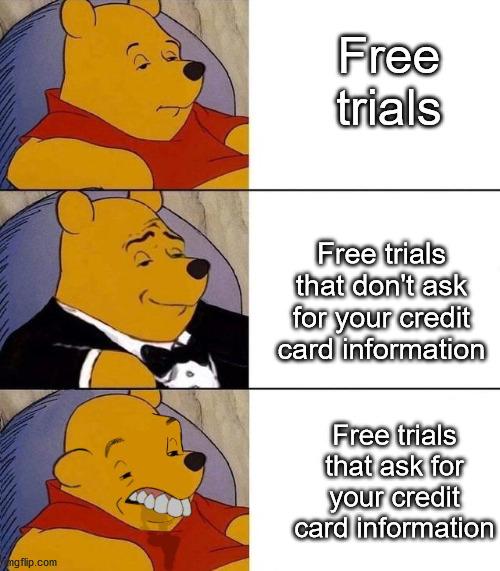 Free
trials
Free trials
that don't ask
for your credit
card information
Free trials
that ask for
your credit
card information
imgflip.com